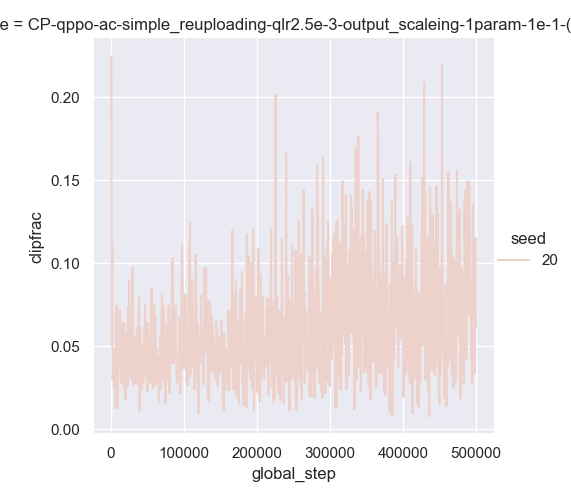 e = CP-qppo-ac-simple_reuploading-qlr2.5e-3-output_scaleing-1param-1e-1-(
0.20
0.15
0.10
0.05
0.00
dipfrac
seed
20
0 100000 200000 300000 400000 500000
global_step